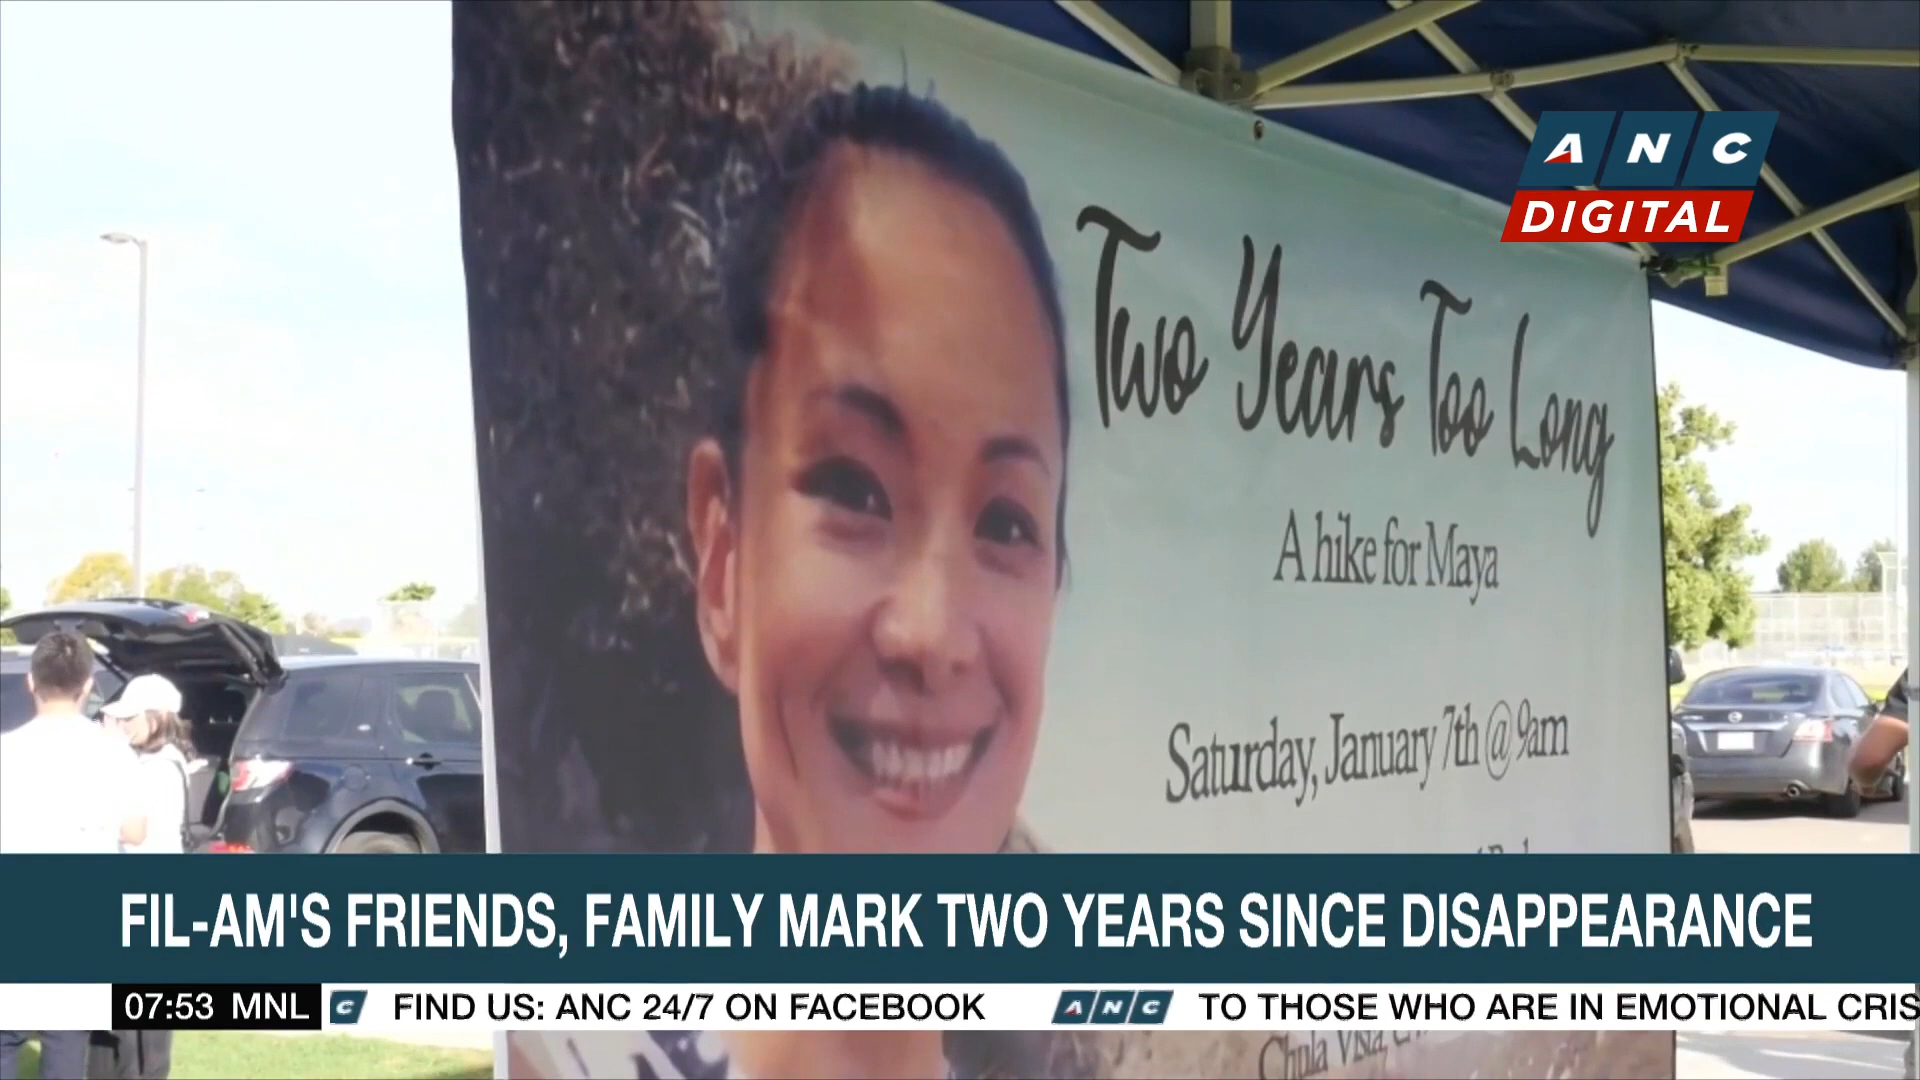 ANC
DIGITAL
Two Years Too Long
A hike for Maya
Saturday, January 7th @ 9am
FIL-AM'S FRIENDS, FAMILY MARK TWO YEARS SINCE DISAPPEARANCE
07:53 MNL C FIND US: ANC 24/7 ON FACEBOOK ANC TO THOSE WHO ARE IN EMOTIONAL CRIS
Chula Vista,